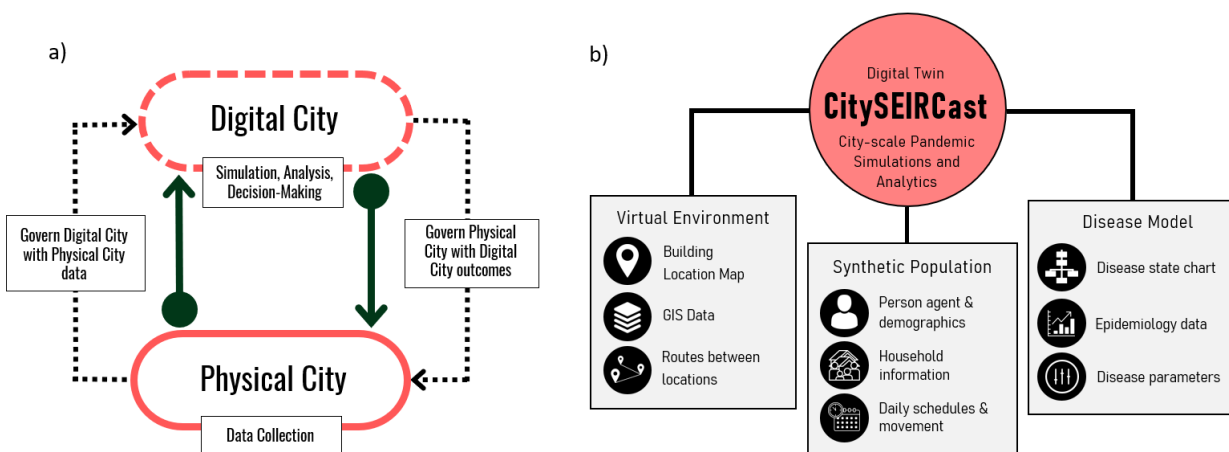 a)
Digital City
Simulation, Analysis,
Decision-Making
Govern Digital City
with Physical City
data
Govern Physical
City with Digital
City outcomes
Physical City
Data Collection
b)
Digital Twin
CitySEIRCast
City-scale Pandemic
Simulations and
Analytics
Virtual Environment
Building
Location Map
GIS Data
Routes between
locations
Synthetic Population
Person agent &
demographics
Household
information
Daily schedules &
movement
Disease Model
Disease state chart
Epidemiology data
Disease parameters